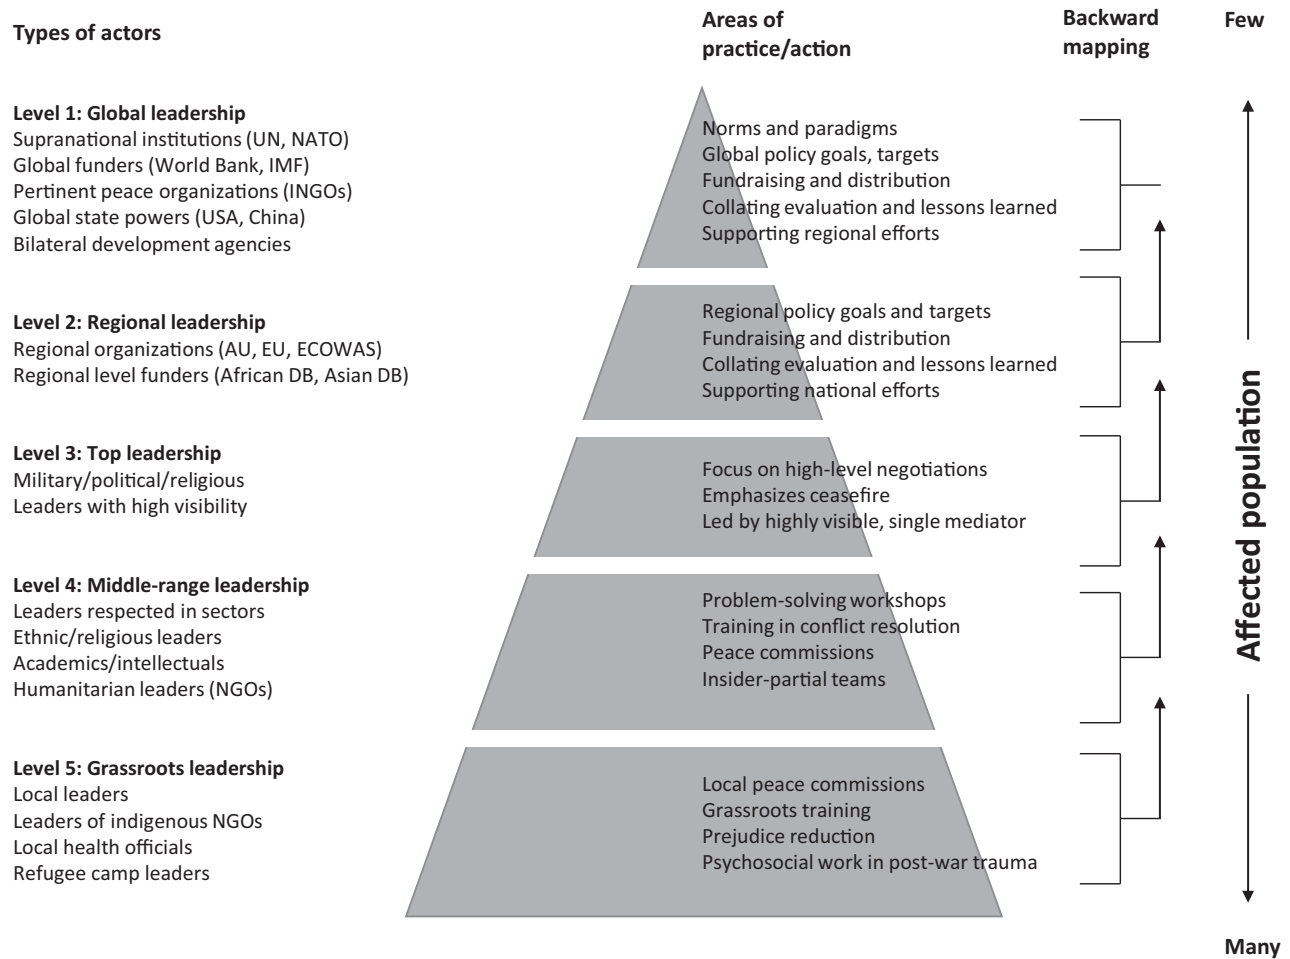 Types of actors
Areas of
practice/action
Backward
mapping
Few
Level 1: Global leadership
Supranational institutions (UN, NATO)
Global funders (World Bank, IMF)
Pertinent peace organizations (INGOs)
Global state powers (USA, China)
Bilateral development agencies
Norms and paradigms
Global policy goals, targets
Fundraising and distribution
Collating evaluation and lessons learned
Supporting regional efforts
Level 2: Regional leadership
Regional organizations (AU, EU, ECOWAS)
Regional level funders (African DB, Asian DB)
Regional policy goals and targets
Fundraising and distribution
Collating evaluation and lessons learned
Supporting national efforts
Level 3: Top leadership
Military/political/religious
Leaders with high visibility
Focus on high-level negotiations
Emphasizes ceasefire
Led by highly visible, single mediator
Level 4: Middle-range leadership
Leaders respected in sectors
Ethnic/religious leaders
Academics/intellectuals
Humanitarian leaders (NGOs)
Problem-solving workshops
Training in conflict resolution
Peace commissions
Insider-partial teams
Level 5: Grassroots leadership
Local leaders
Leaders of indigenous NGOs
Local health officials
Refugee camp leaders
Local peace commissions
Grassroots training
Prejudice reduction
Psychosocial work in post-war trauma
Affected population
Many